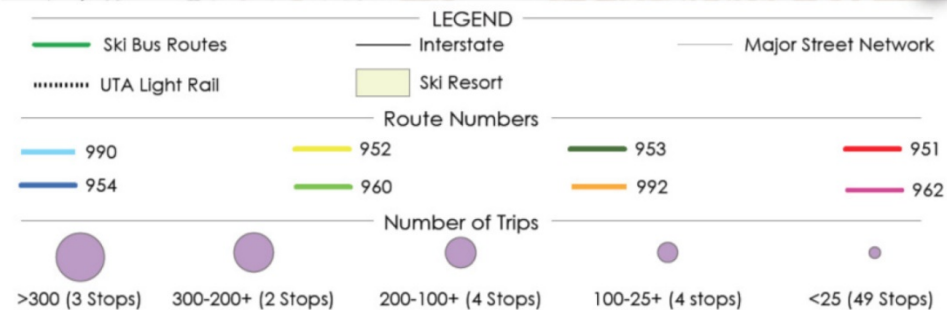 LEGEND
Ski Bus Routes Interstate Major Street Network
UTA Light Rail Ski Resort
Route Numbers
990 952 953 951
954 960 992 962
Number of Trips
>300 (3 Stops) 300-200+ (2 Stops) 200-100+ (4 Stops) 100-25+ (4 stops) <25 (49 Stops)